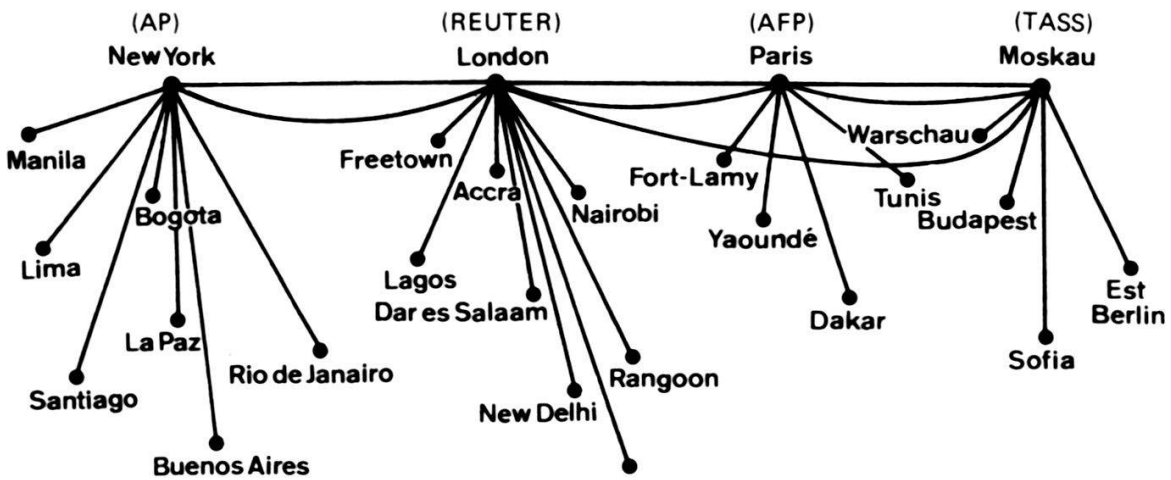 (AP) (REUTER) (AFP) (TASS)
New York London Paris Moskau
Manila
Freetown
Warschau
Fort-Lamy
Accra
Tunis
Bogota
Nairobi
Budapest
Yaoundé
Lima
Lagos
Est
Dar es Salaam
Berlin
Dakar
La Paz
Sofia
Rio de Janairo
Rangoon
Santiago
New Delhi
Buenos Aires